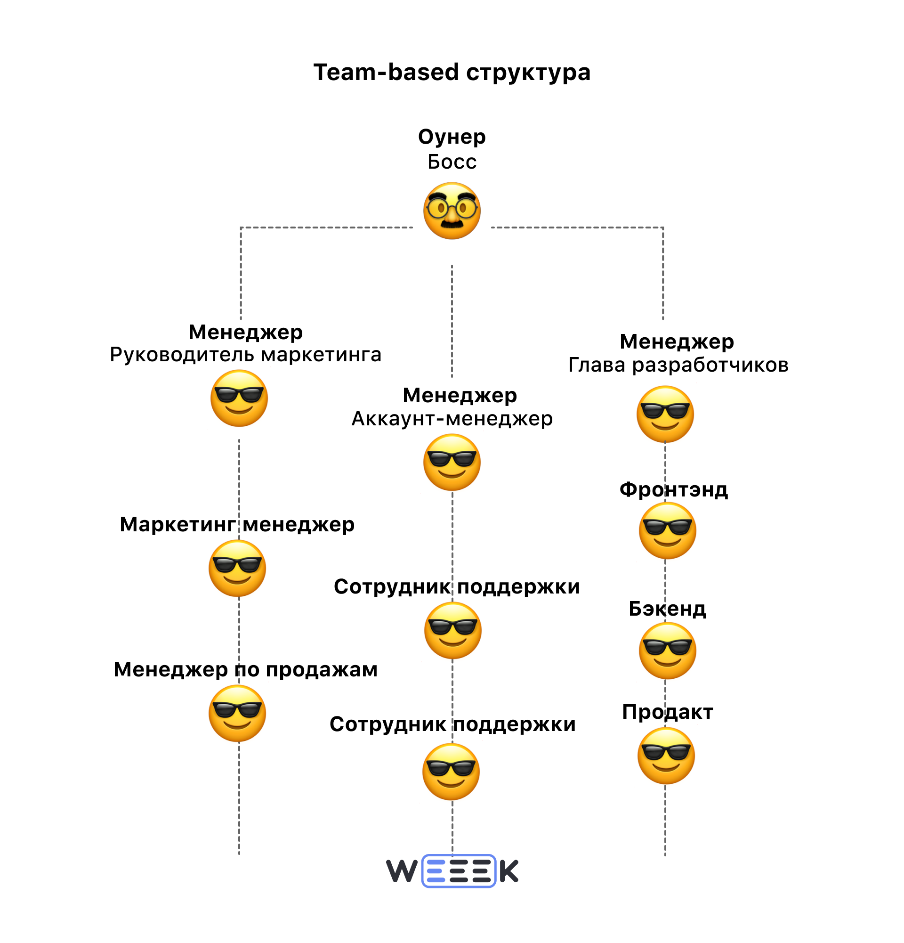 Team-based структура
Оунер
Босс
Менеджер
Руководитель маркетинга
Менеджер
Глава разработчиков
Менеджер
Аккаунт-менеджер
Фронтэнд
Маркетинг менеджер
Сотрудник поддержки
Бэкенд
Менеджер по продажам
Продакт
Сотрудник поддержки
WEEEK